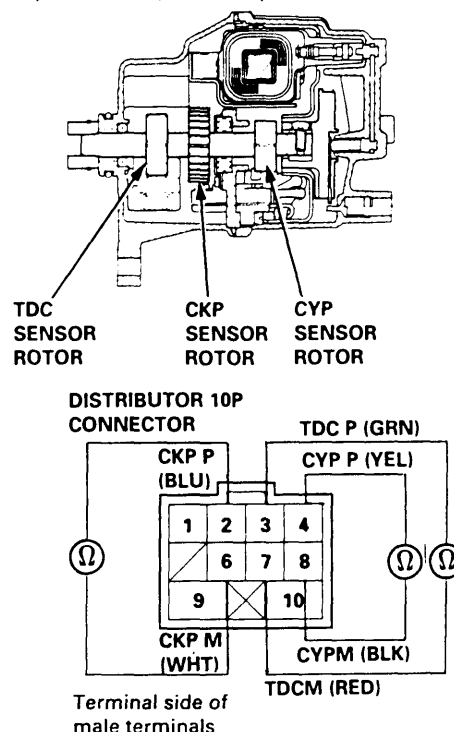 TDC
SENSOR
ROTOR
CKP
SENSOR
ROTOR
CYP
SENSOR
ROTOR
DISTRIBUTOR 10P
CONNECTOR
CKP P
(BLU)
TDC P (GRN)
CYP P (YEL)
1 2 3 4
6 7 8
9 10
Ω Ω Ω
CKP M
(WHT)
CYPM (BLK)
TDCM (RED)
Terminal side of
male terminals